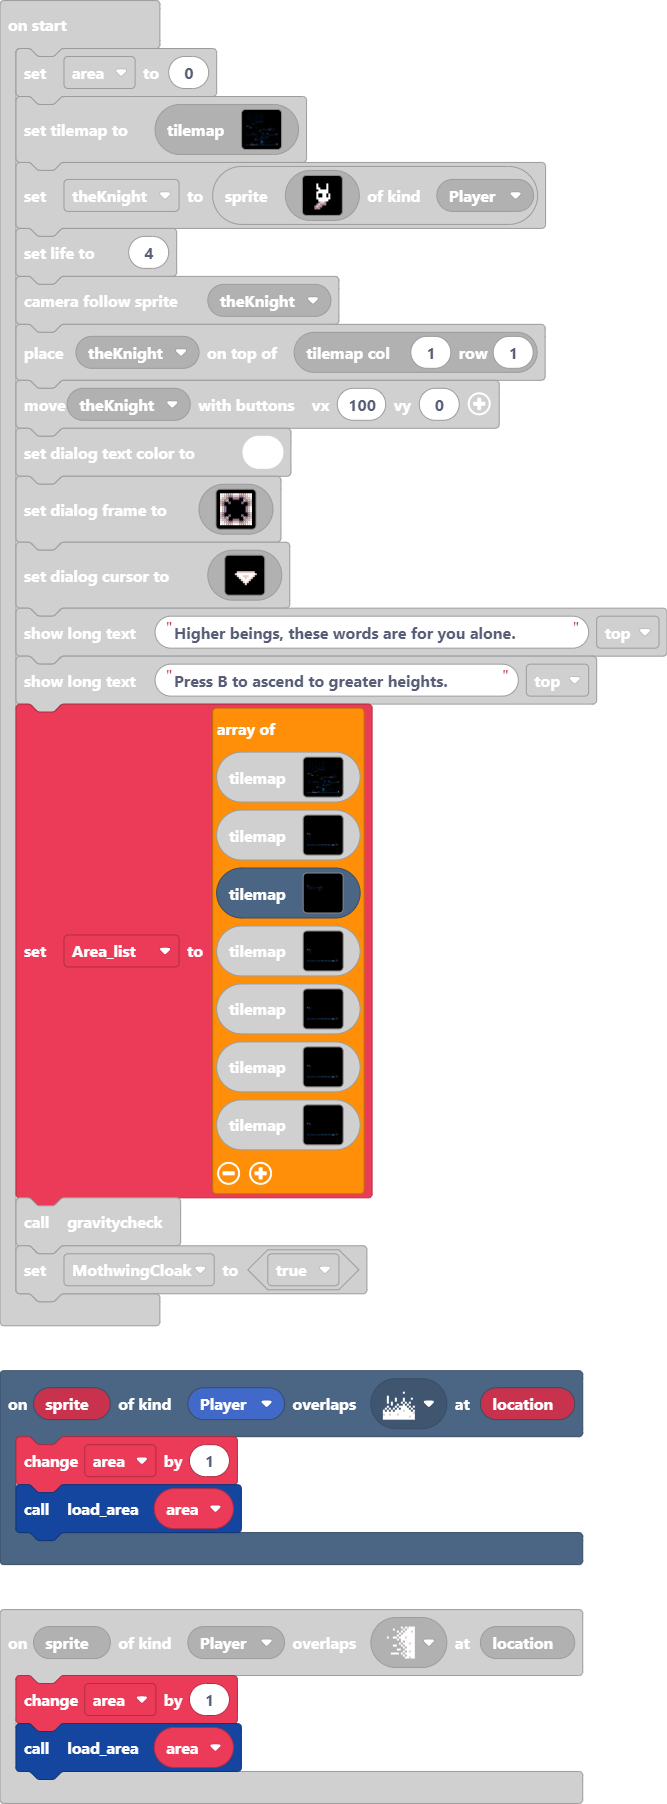 on start
set area to 0
set tilemap to tilemap
set theKnight to sprite of kind Player
set life to 4
camera follow sprite theKnight
place theKnight on top of tilemap col 1 row 1
move theKnight with buttons vx 100 vy 0
set dialog text color to
set dialog frame to
set dialog cursor to
show long text "Higher beings, these words are for you alone." top
show long text "Press B to ascend to greater heights." top
array of
tilemap
tilemap
tilemap
set Area_list to tilemap
tilemap
tilemap
tilemap
call gravitycheck
set MothwingCloak to true
on sprite of kind Player overlaps at location
change area by 1
call load_area area
on sprite of kind Player overlaps at location
change area by 1
call load_area area